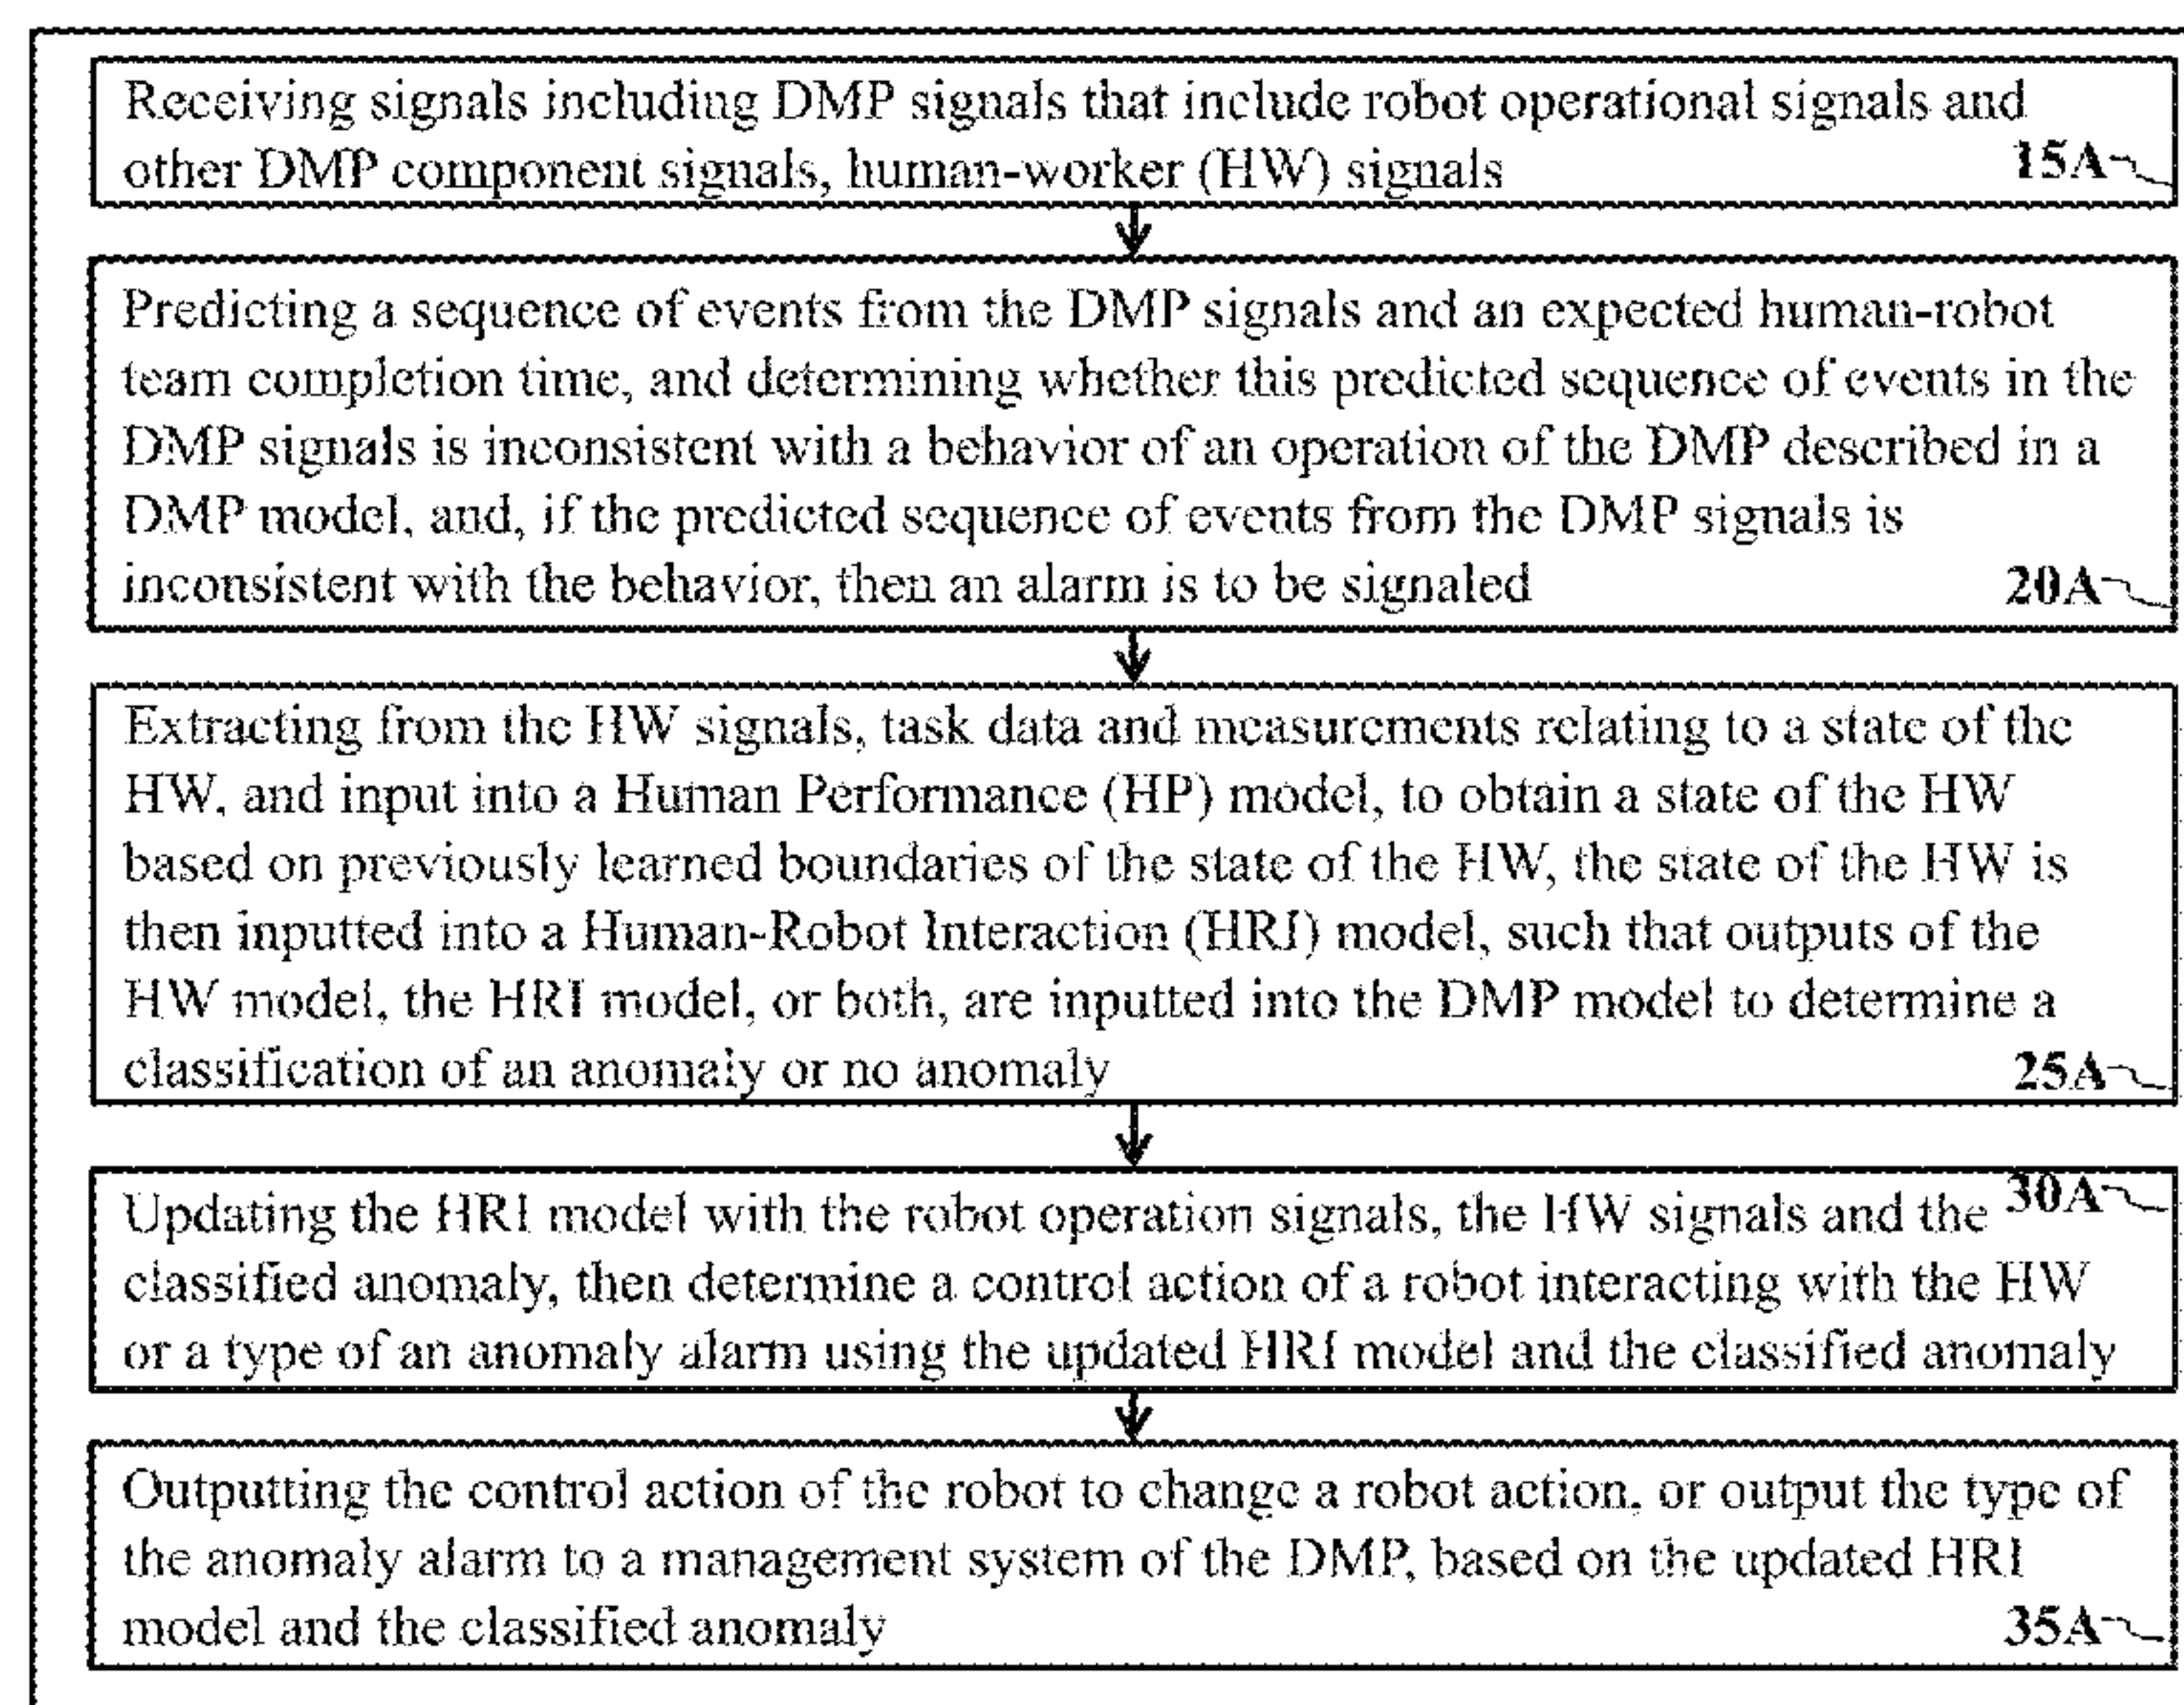 Receiving signals including DMP signals that include robot operational signals and
other DMP component signals, human-worker (HW) signals
15A
Predicting a sequence of events from the DMP signals and an expected human-robot
team completion time, and determining whether this predicted sequence of events in the
DMP signals is inconsistent with a behavior of an operation of the DMP described in a
DMP model, and, if the predicted sequence of events from the DMP signals is
inconsistent with the behavior, then an alarm is to be signaled
20A
Extracting from the HW signals, task data and measurements relating to a state of the
HW, and input into a Human Performance (HP) model, to obtain a state of the HW
based on previously learned boundaries of the state of the HW, the state of the HW is
then inputted into a Human-Robot Interaction (HRI) model, such that outputs of the
HW model, the HRI model, or both, are inputted into the DMP model to determine a
classification of an anomaly or no anomaly
25A
Updating the HRI model with the robot operation signals, the HW signals and the
30A
classified anomaly, then determine a control action of a robot interacting with the HW
or a type of an anomaly alarm using the updated HRI model and the classified anomaly
Outputting the control action of the robot to change a robot action, or output the type of
the anomaly alarm to a management system of the DMP, based on the updated HRI
model and the classified anomaly
35A